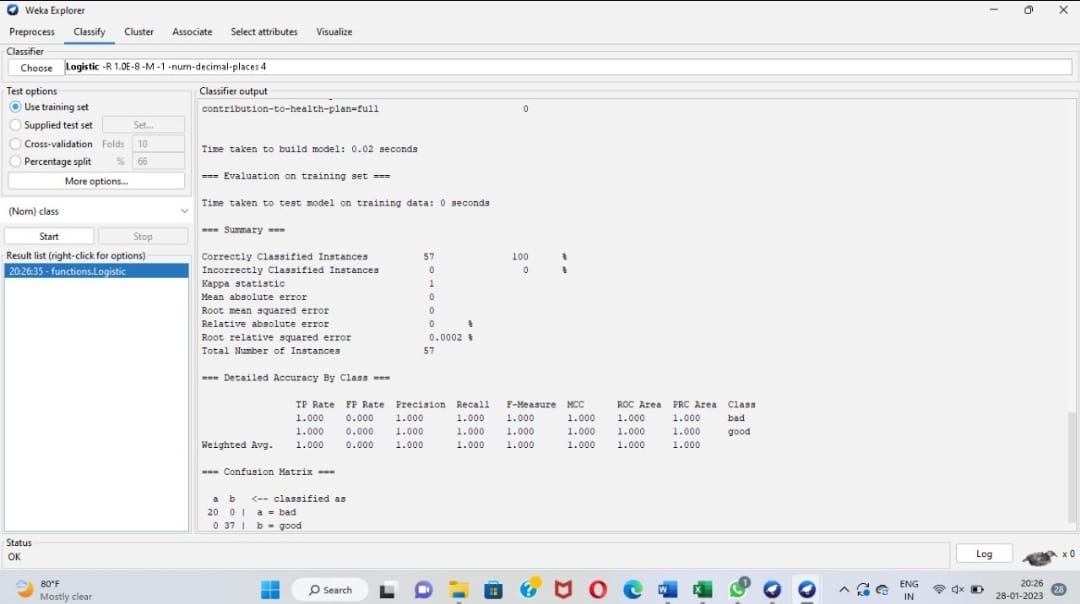 Weka Explorer
Preprocess Classify Cluster Associate Select attributes Visualize
Classifier
Choose Logistic -R 1.0E-8 -M -1 -num-decimal-places 4
Test options
Use training set
Supplied test set Set...
Cross-validation Folds 10
Percentage split % 66
More options...
(Nom) class
Start Stop
Result list (right-click for options)
20:26:35 - functions.Logistic
Classifier output
contribution-to-health-plan=full 0
Time taken to build model: 0.02 seconds
=== Evaluation on training set ===
Time taken to test model on training data: 0 seconds
=== Summary ===
Correctly Classified Instances 57 100 %
Incorrectly Classified Instances 0 0 %
Kappa statistic 1
Mean absolute error 0
Root mean squared error 0
Relative absolute error 0 %
Root relative squared error 0.0002 %
Total Number of Instances 57
=== Detailed Accuracy By Class ===
TP Rate FP Rate Precision Recall F-Measure MCC ROC Area PRC Area Class
1.000 0.000 1.000 1.000 1.000 1.000 1.000 1.000 bad
1.000 0.000 1.000 1.000 1.000 1.000 1.000 1.000 good
Weighted Avg. 1.000 0.000 1.000 1.000 1.000 1.000 1.000 1.000
=== Confusion Matrix ===
a b <-- classified as
20 0 | a = bad
0 37 | b = good
Status
OK
Log x 0
80°F
Mostly clear
Search
1
ENG
IN
20:26
28-01-2023
28